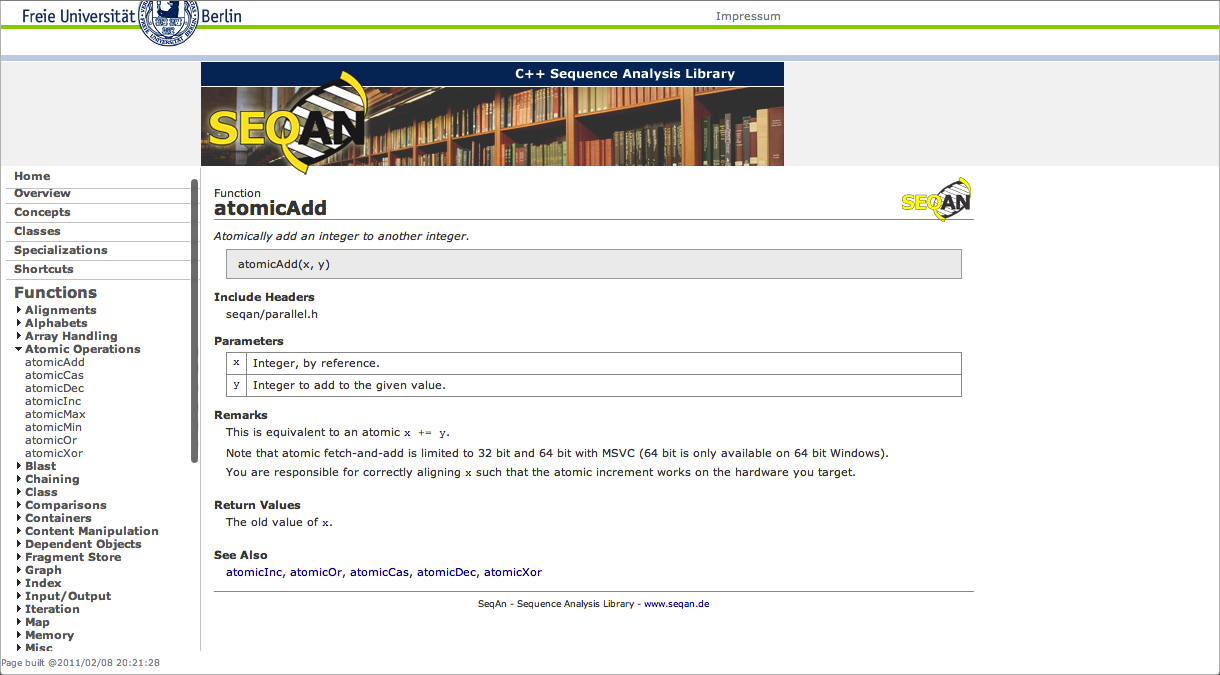 Freie Universität Berlin
Impressum
C++ Sequence Analysis Library
SEQAN
Home
Overview
Concepts
Classes
Specializations
Shortcuts
Functions
Alignments
Alphabets
Array Handling
Atomic Operations
atomicAdd
atomicCas
atomicDec
atomicInc
atomicMax
atomicMin
atomicOr
atomicXor
Blast
Chaining
Class
Comparisons
Containers
Content Manipulation
Dependent Objects
Fragment Store
Graph
Index
Input/Output
Iteration
Map
Memory
Misc
Page built @2011/02/08 20:21:28
Function
atomicAdd
SEQAN
Atomically add an integer to another integer.
atomicAdd(x, y)
Include Headers
seqan/parallel.h
Parameters
x Integer, by reference.
y Integer to add to the given value.
Remarks
This is equivalent to an atomic x += y.
Note that atomic fetch-and-add is limited to 32 bit and 64 bit with MSVC (64 bit is only available on 64 bit Windows).
You are responsible for correctly aligning x such that the atomic increment works on the hardware you target.
Return Values
The old value of x.
See Also
atomicInc, atomicOr, atomicCas, atomicDec, atomicXor
SeqAn - Sequence Analysis Library - www.seqan.de